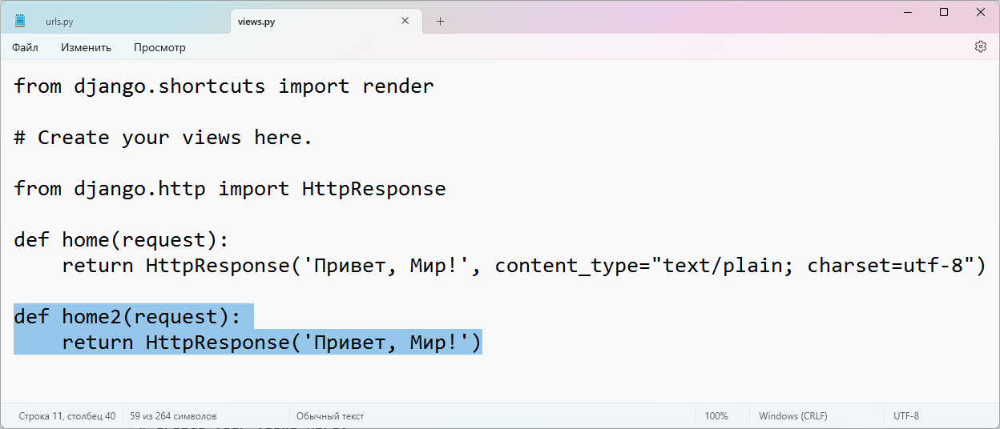 urls.py
views.py
Файл Изменить Просмотр
from django.shortcuts import render
# Create your views here.
from django.http import HttpResponse
def home(request):
    return HttpResponse('Привет, Мир!', content_type="text/plain; charset=utf-8")
def home2(request):
    return HttpResponse('Привет, Мир!')
Строка 11, столбец 40 59 из 264 символов Обычный текст 100% Windows (CRLF) UTF-8